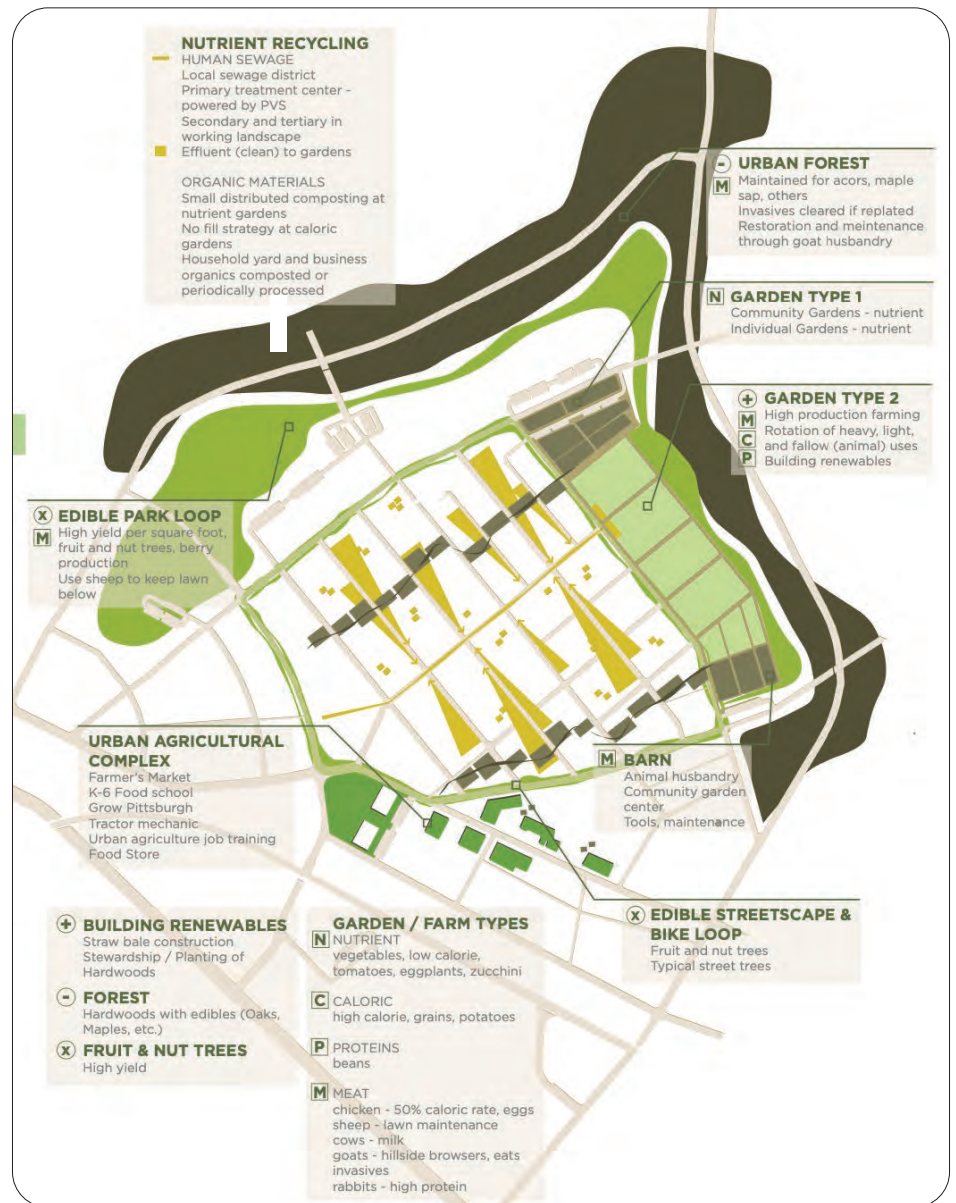 NUTRIENT RECYCLING
HUMAN SEWAGE
Local sewage district
Primary treatment center -
powered by PVS
Secondary and tertiary in
working landscape
Effluent (clean) to gardens
ORGANIC MATERIALS
Small distributed composting at
nutrient gardens
No fill strategy at caloric
gardens
Household yard and business
organics composted or
periodically processed
- URBAN FOREST
M Maintained for acors, maple
sap, others
Invasives cleared if replated
Restoration and meintenance
through goat husbandry
N GARDEN TYPE 1
Community Gardens - nutrient
Individual Gardens - nutrient
+ GARDEN TYPE 2
M High production farming
C Rotation of heavy, light,
and fallow (animal) uses
P Building renewables
X EDIBLE PARK LOOP
M High yield per square foot,
fruit and nut trees. berry
production
Use sheep to keep lawn
below
URBAN AGRICULTURAL
COMPLEX
Farmer's Market
K-6 Food school
Grow Pittsburgh
Tractor mechanic
Urban agriculture job training
Food Store
M BARN
Animal husbandry
Community garden
center
Tools, maintenance
X EDIBLE STREETSCAPE &
BIKE LOOP
Fruit and nut trees
Typical street trees
+ BUILDING RENEWABLES
Straw bale construction
Stewardship / Planting of
Hardwoods
- FOREST
Hardwoods with edibles (Oaks,
Maples, etc.)
X FRUIT & NUT TREES
High yield
GARDEN / FARM TYPES
N NUTRIENT
vegetables, low calorie,
tomatoes, eggplants, zucchini
C CALORIC
high calorie, grains, potatoes
P PROTEINS
beans
M MEAT
chicken - 50% caloric rate, eggs
sheep - lawn maintenance
cows - milk
goats - hillside browsers, eats
invasives
rabbits - high protein